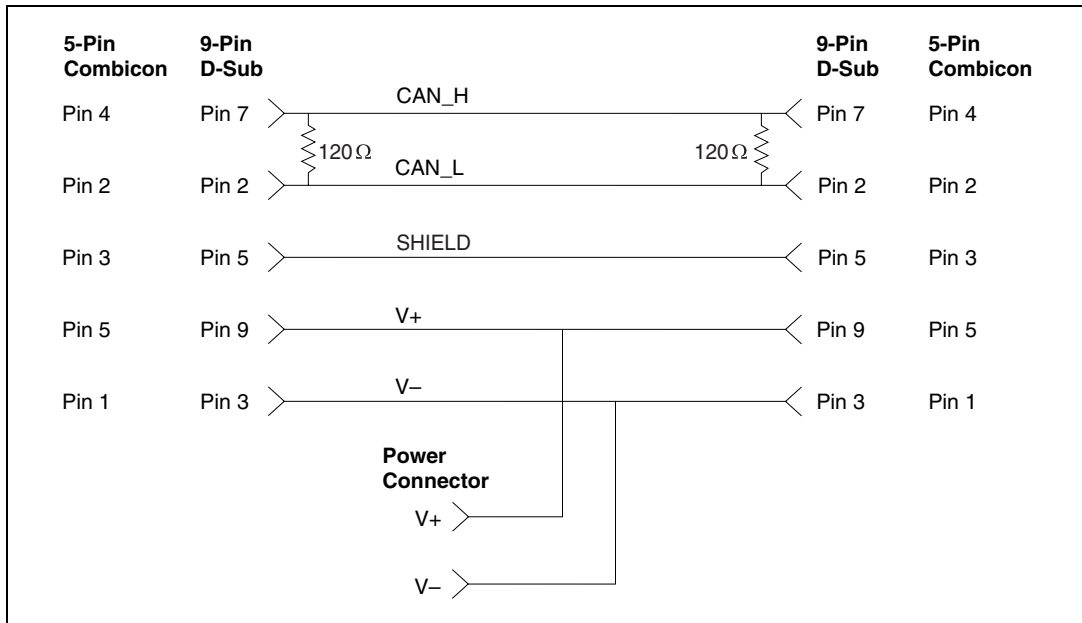 5-Pin Combicon 9-Pin D-Sub 9-Pin D-Sub 5-Pin Combicon
CAN_H
Pin 4 Pin 7 Pin 7 Pin 4
120Ω 120Ω
CAN_L
Pin 2 Pin 2 Pin 2 Pin 2
SHIELD
Pin 3 Pin 5 Pin 5 Pin 3
V+
Pin 5 Pin 9 Pin 9 Pin 5
V–
Pin 1 Pin 3 Pin 3 Pin 1
Power
Connector
V+
V–